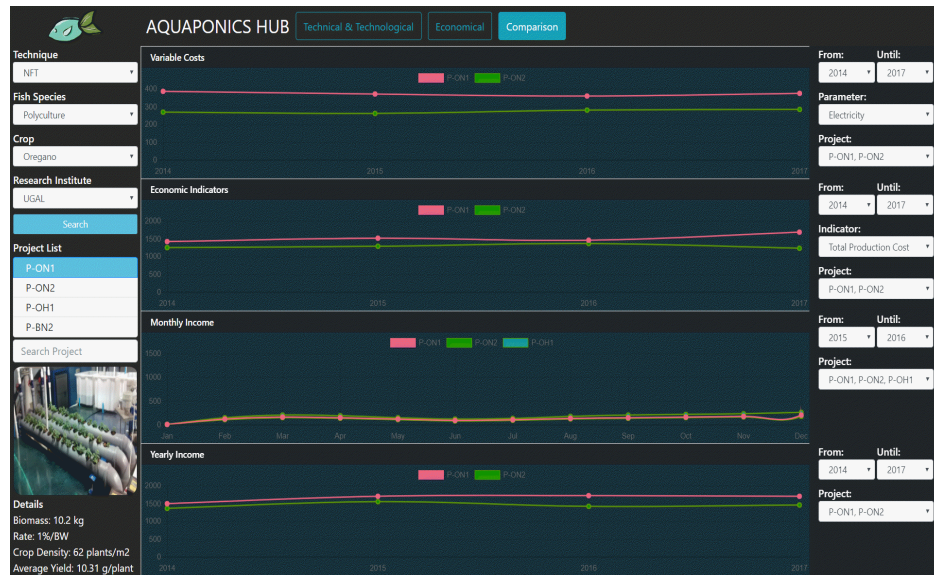 AQUAPONICS HUB
Technical & Technological
Economical
Comparison
Technique
NFT
Fish Species
Polyculture
Crop
Oregano
Research Institute
UGAL
Search
Project List
P-ON1
P-ON2
P-OH1
P-BN2
Search Project
Details
Biomass: 10.2 kg
Rate: 1%/BW
Crop Density: 62 plants/m2
Average Yield: 10.31 g/plant
Variable Costs
P-ON1 P-ON2
400
300
200
100
0
2014 2015 2016 2017
From: Until:
2014 2017
Parameter:
Electricity
Project:
P-ON1, P-ON2
Economic Indicators
P-ON1 P-ON2
2000
1500
1000
500
0
2014 2015 2016 2017
From: Until:
2014 2017
Indicator:
Total Production Cost
Project:
P-ON1, P-ON2
Monthly Income
P-ON1 P-ON2 P-OH1
1500
1000
500
0
Jan Feb Mar Apr May Jun Jul Aug Sep Oct Nov Dec
From: Until:
2015 2016
Project:
P-ON1, P-ON2, P-OH1
Yearly Income
P-ON1 P-ON2
2000
1500
1000
500
0
2014 2015 2016 2017
From: Until:
2014 2017
Project:
P-ON1, P-ON2